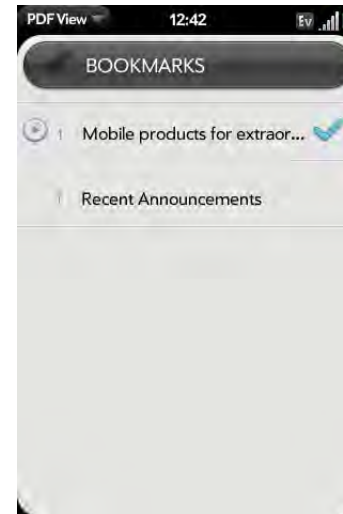 PDF View 12:42 Ev
BOOKMARKS
1 Mobile products for extraor...
1 Recent Announcements